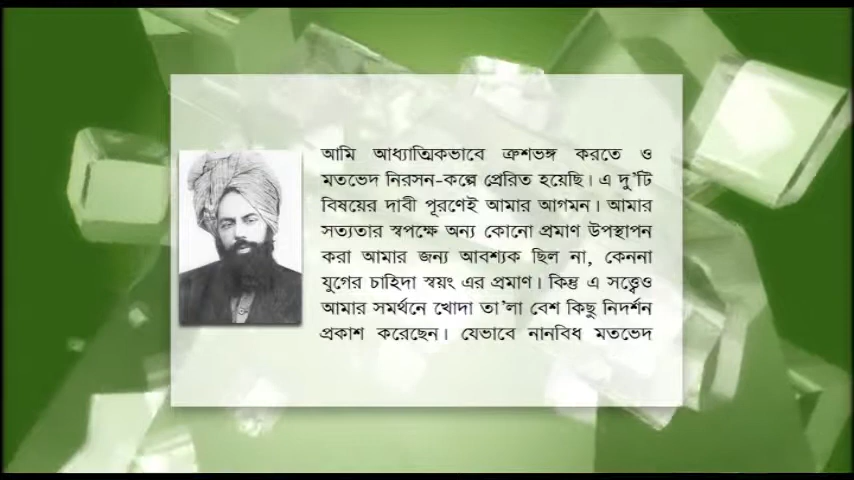 আমি আধ্যাত্মিকভাবে ক্রুশভঙ্গ করতে ও
মতভেদ নিরসন-কল্পে প্রেরিত হয়েছি। এ দু'টি
বিষয়ের দাবী পূরণেই আমার আগমন। আমার
সত্যতার স্বপক্ষে অন্য কোনো প্রমাণ উপস্থাপন
করা আমার জন্য আবশ্যক ছিল না, কেননা
যুগের চাহিদা স্বয়ং এর প্রমাণ। কিন্তু এ সত্ত্বেও
আমার সমর্থনে খোদা তা'লা বেশ কিছু নিদর্শন
প্রকাশ করেছেন। যেভাবে নানবিধ মতভেদ